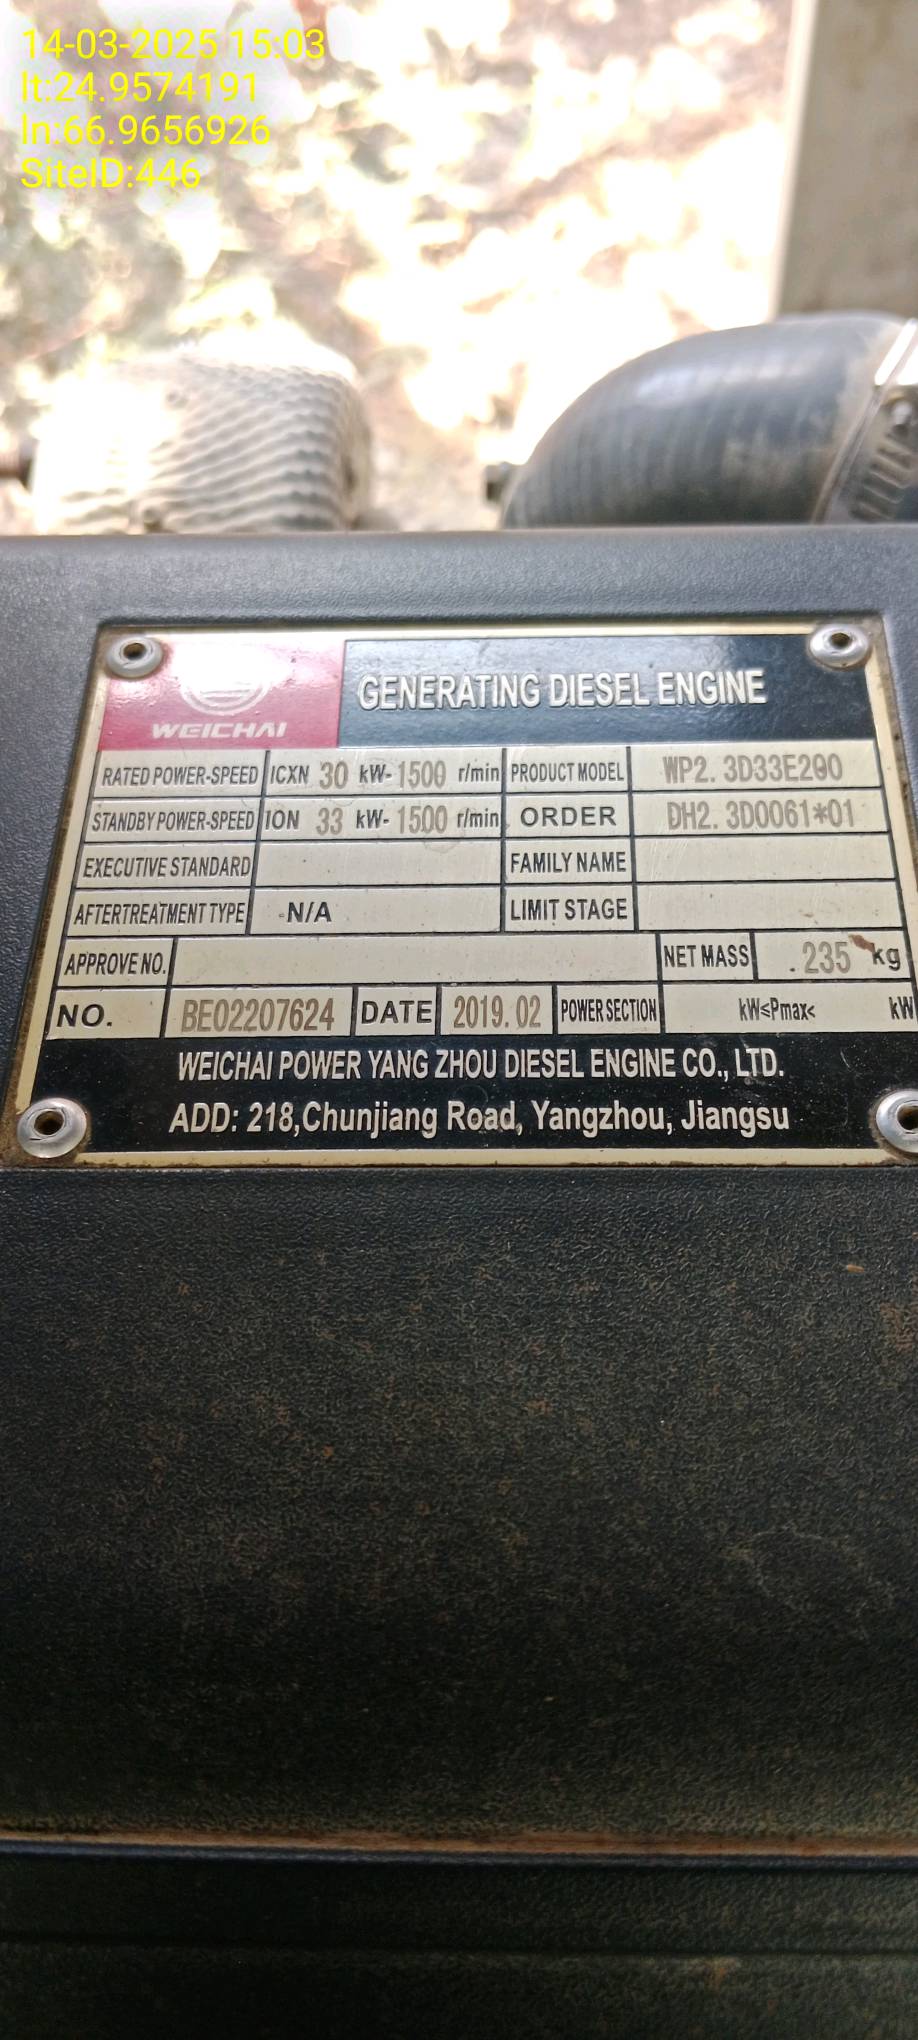 14-03-2025 15:03
lt:24.9574191
ln:66.9656926
SiteID:446
WEICHAI
GENERATING DIESEL ENGINE
RATED POWER-SPEED ICXN 30 kW- 1500 r/min PRODUCT MODEL WP2. 3D33E200
STANDBY POWER-SPEED ION 33 kW- 1500 r/min ORDER DH2. 3D0061*01
EXECUTIVE STANDARD FAMILY NAME
AFTERTREATMENT TYPE N/A LIMIT STAGE
APPROVE NO. NET MASS 235 kg
NO. BE02207624 DATE 2019.02 POWER SECTION kW≤Pmax< kW
WEICHAI POWER YANG ZHOU DIESEL ENGINE CO., LTD.
ADD: 218,Chunjiang Road, Yangzhou, Jiangsu